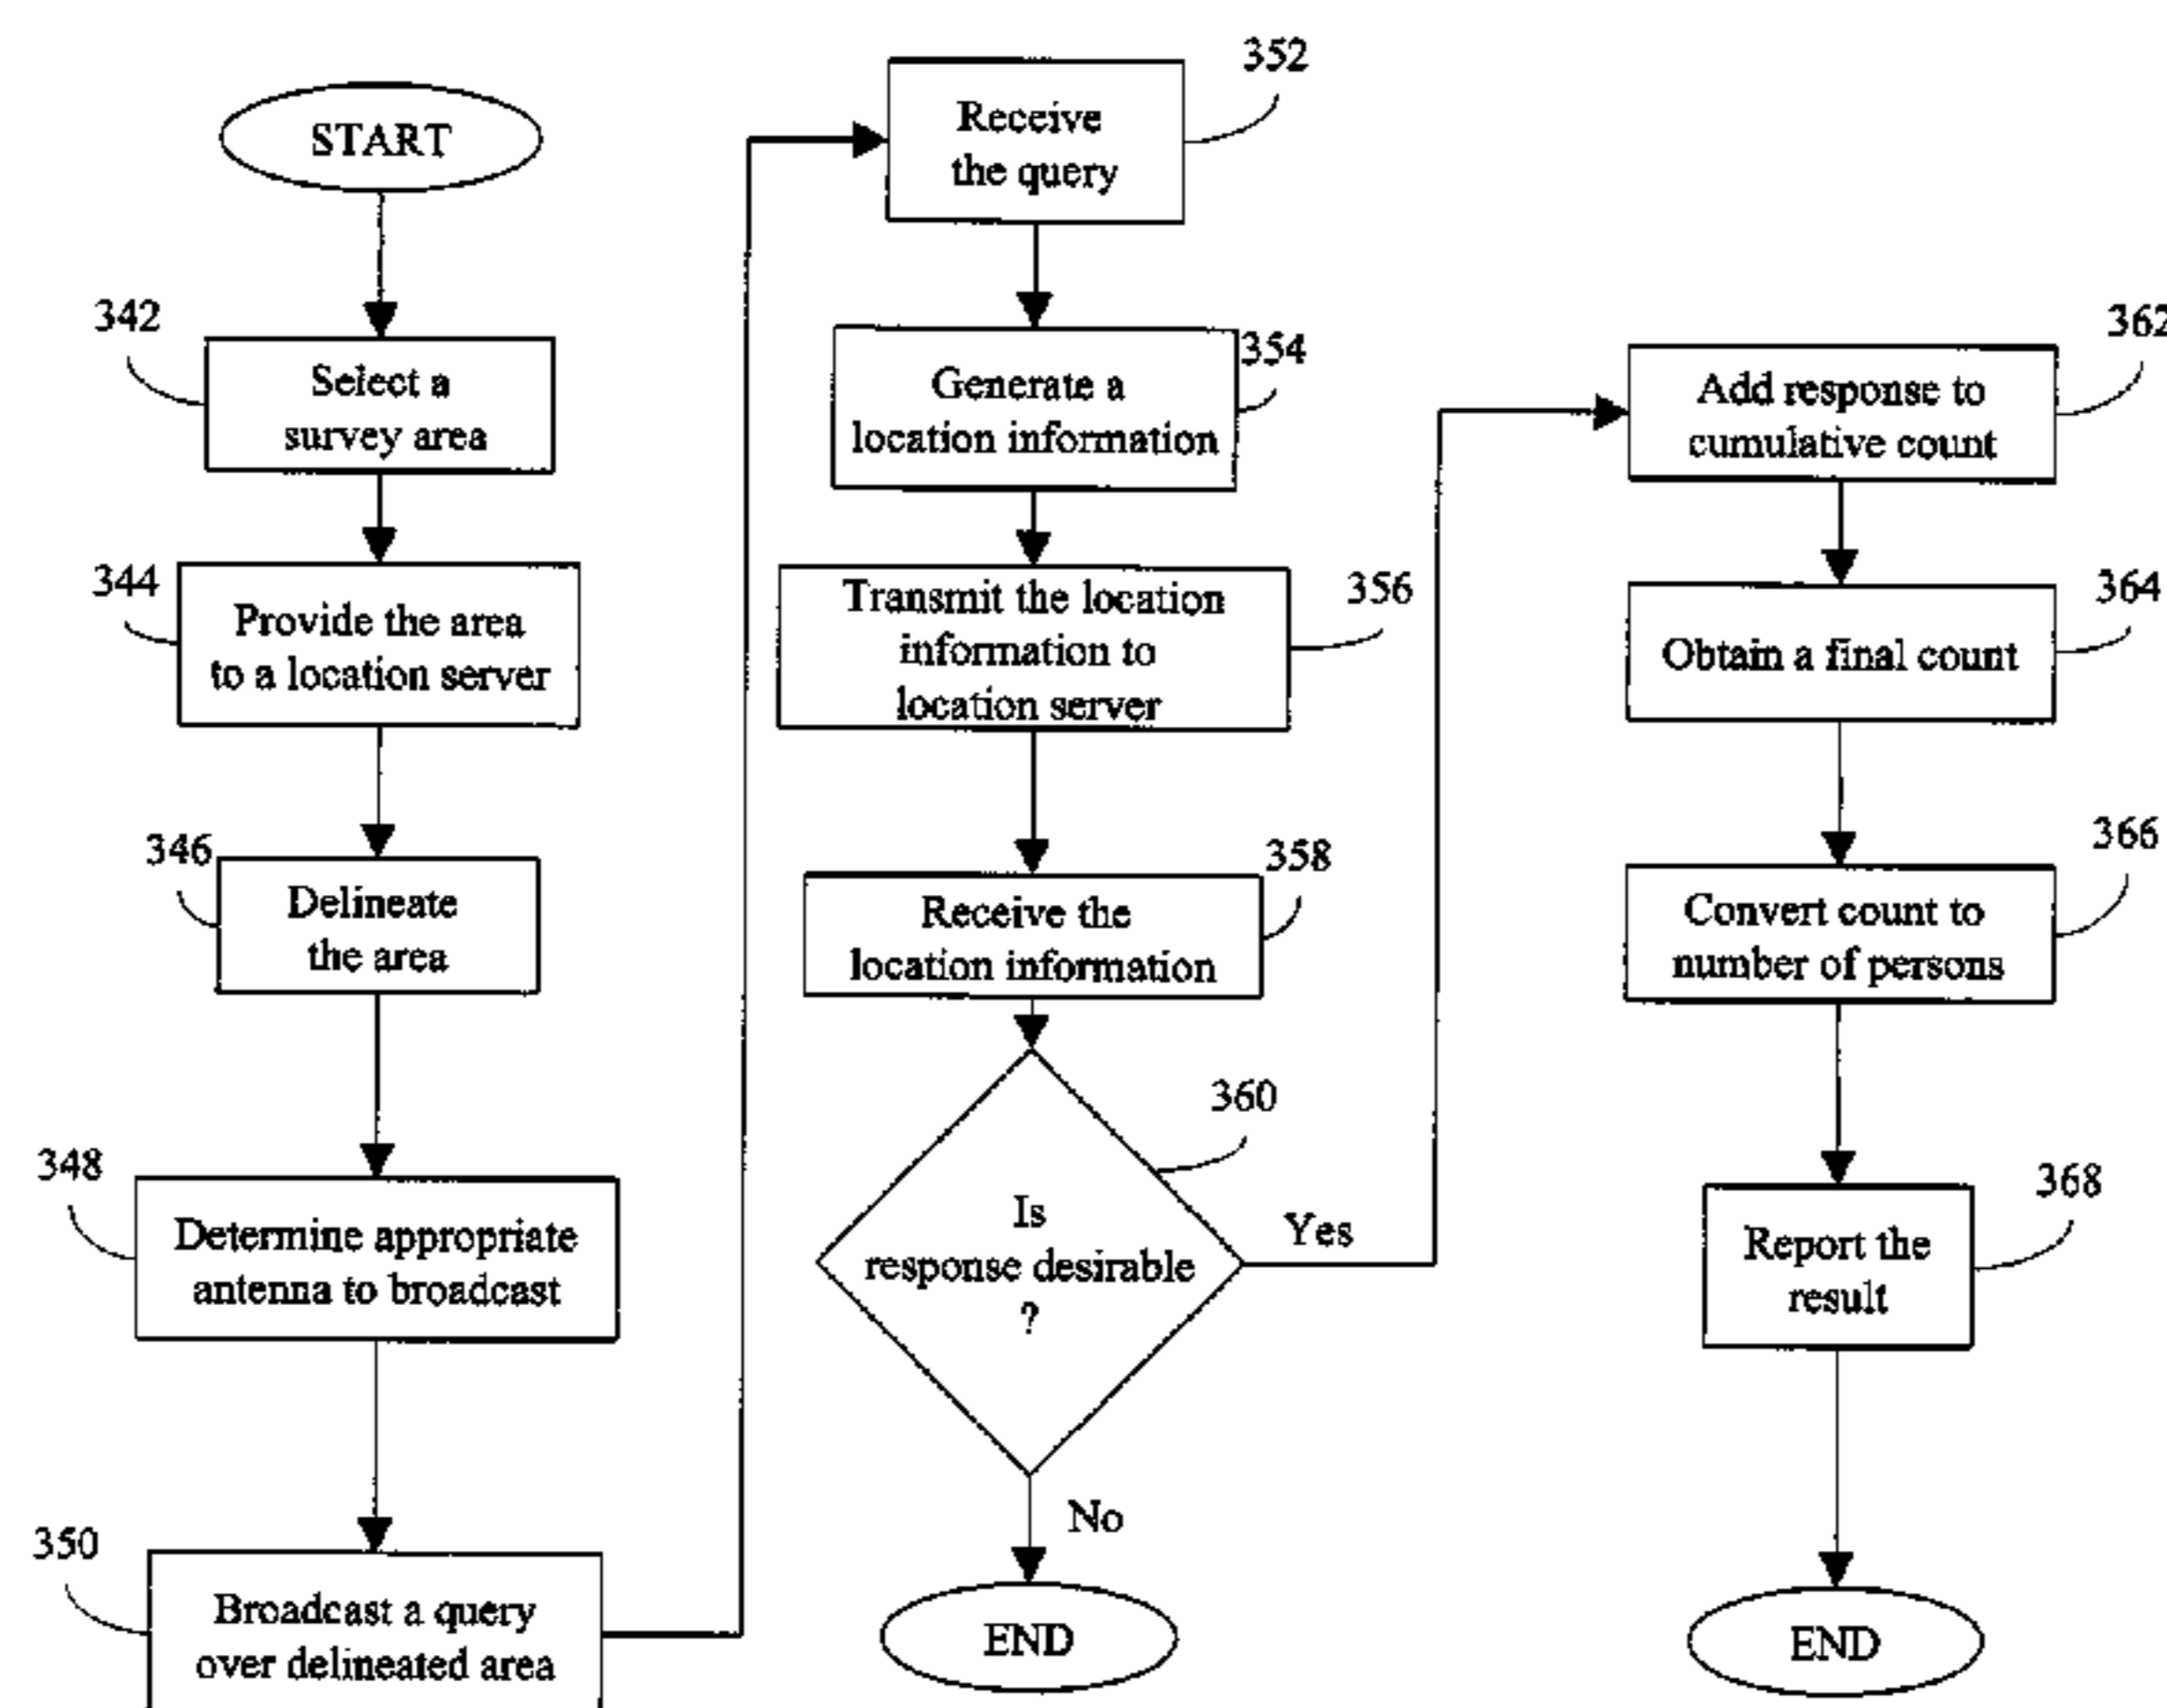 START
342
Select a
survey area
344
Provide the area
to a location server
346
Delineate
the area
348
Determine appropriate
antenna to broadcast
350
Broadcast a query
over delineated area
352
Receive
the query
354
Generate a
location information
356
Transmit the location
information to
location server
358
Receive the
location information
360
Is
response desirable
?
Yes
No
END
362
Add response to
cumulative count
364
Obtain a final count
366
Convert count to
number of persons
368
Report the
result
END